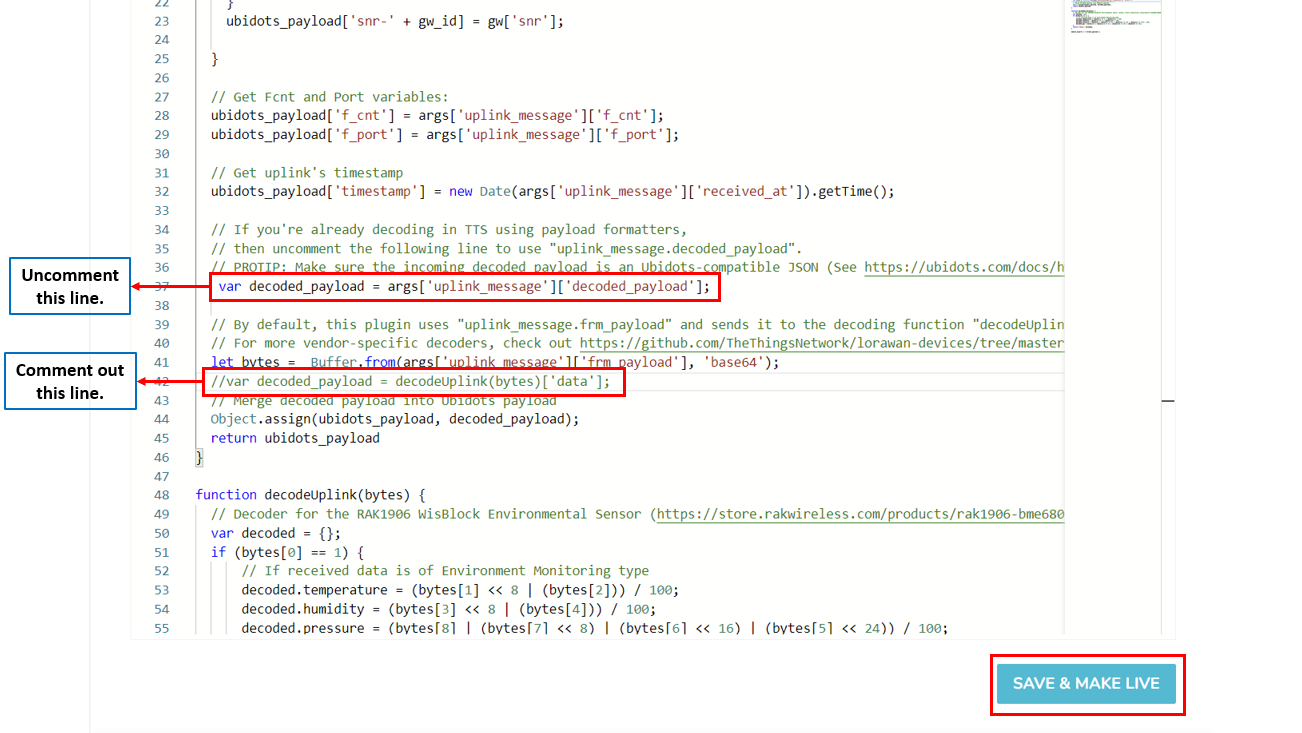 22 }
23 ubidots_payload['snr-' + gw_id] = gw['snr'];
24
25 }
26
27 // Get Fcnt and Port variables:
28 ubidots_payload['f_cnt'] = args['uplink_message']['f_cnt'];
29 ubidots_payload['f_port'] = args['uplink_message']['f_port'];
30
31 // Get uplink's timestamp
32 ubidots_payload['timestamp'] = new Date(args['uplink_message']['received_at']).getTime();
33
34 // If you're already decoding in TTS using payload formatters,
35 // then uncomment the following line to use "uplink_message.decoded_payload".
36 // PROTIP: Make sure the incoming decoded payload is an Ubidots-compatible JSON (See https://ubidots.com/docs/h
Uncomment
this line.
37 var decoded_payload = args['uplink_message']['decoded_payload'];
38
39 // By default, this plugin uses "uplink_message.frm_payload" and sends it to the decoding function "decodeUplin
40 // For more vendor-specific decoders, check out https://github.com/TheThingsNetwork/lorawan-devices/tree/master
41 let bytes = Buffer.from(args['uplink_message']['frm_payload'], 'base64');
Comment out
this line.
42 //var decoded_payload = decodeUplink(bytes)['data'];
43 // Merge decoded payload into Ubidots payload
44 Object.assign(ubidots_payload, decoded_payload);
45 return ubidots_payload
46 }
47
48 function decodeUplink(bytes) {
49 // Decoder for the RAK1906 WisBlock Environmental Sensor (https://store.rakwireless.com/products/rak1906-bme680
50 var decoded = {};
51 if (bytes[0] == 1) {
52 // If received data is of Environment Monitoring type
53 decoded.temperature = (bytes[1] << 8 | (bytes[2])) / 100;
54 decoded.humidity = (bytes[3] << 8 | (bytes[4])) / 100;
55 decoded.pressure = (bytes[8] | (bytes[7] << 8) | (bytes[6] << 16) | (bytes[5] << 24)) / 100;
SAVE & MAKE LIVE